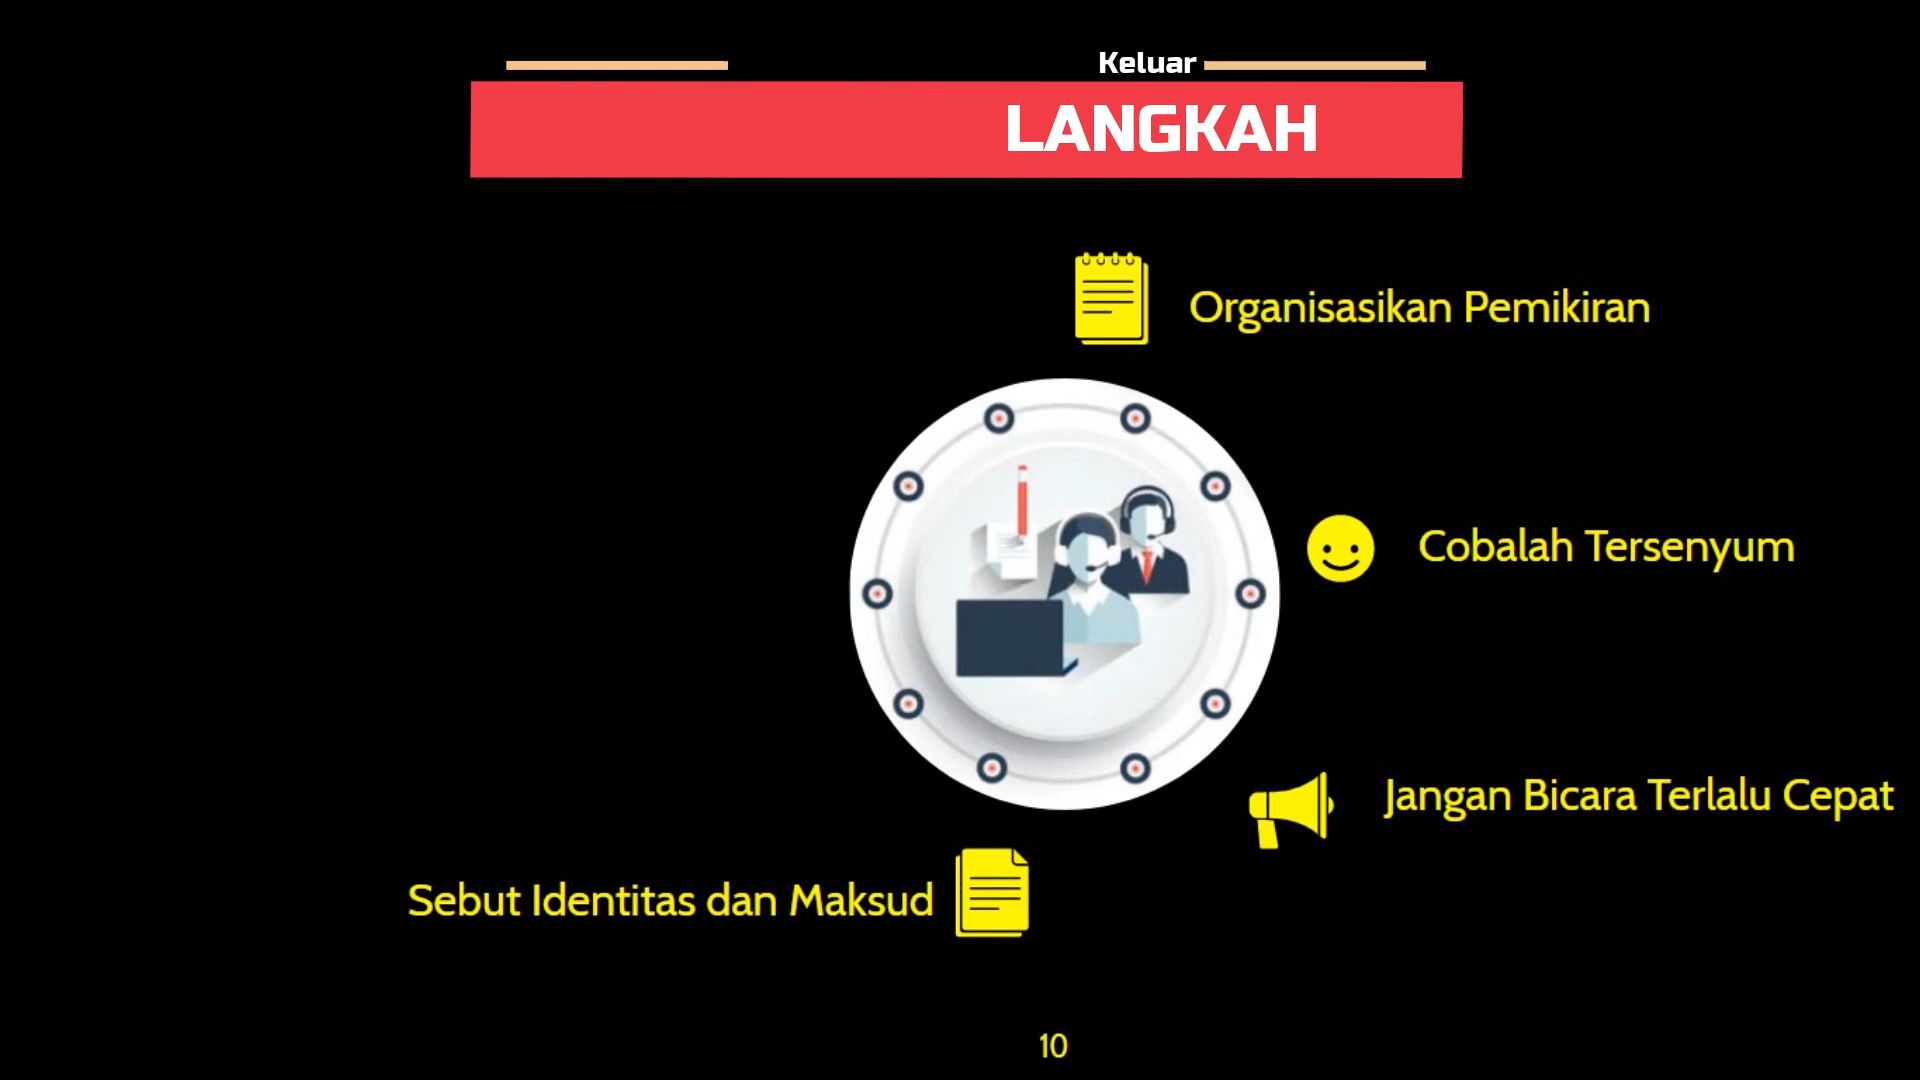 Keluar
LANGKAH
Organisasikan Pemikiran
Cobalah Tersenyum
Jangan Bicara Terlalu Cepat
Sebut Identitas dan Maksud
10